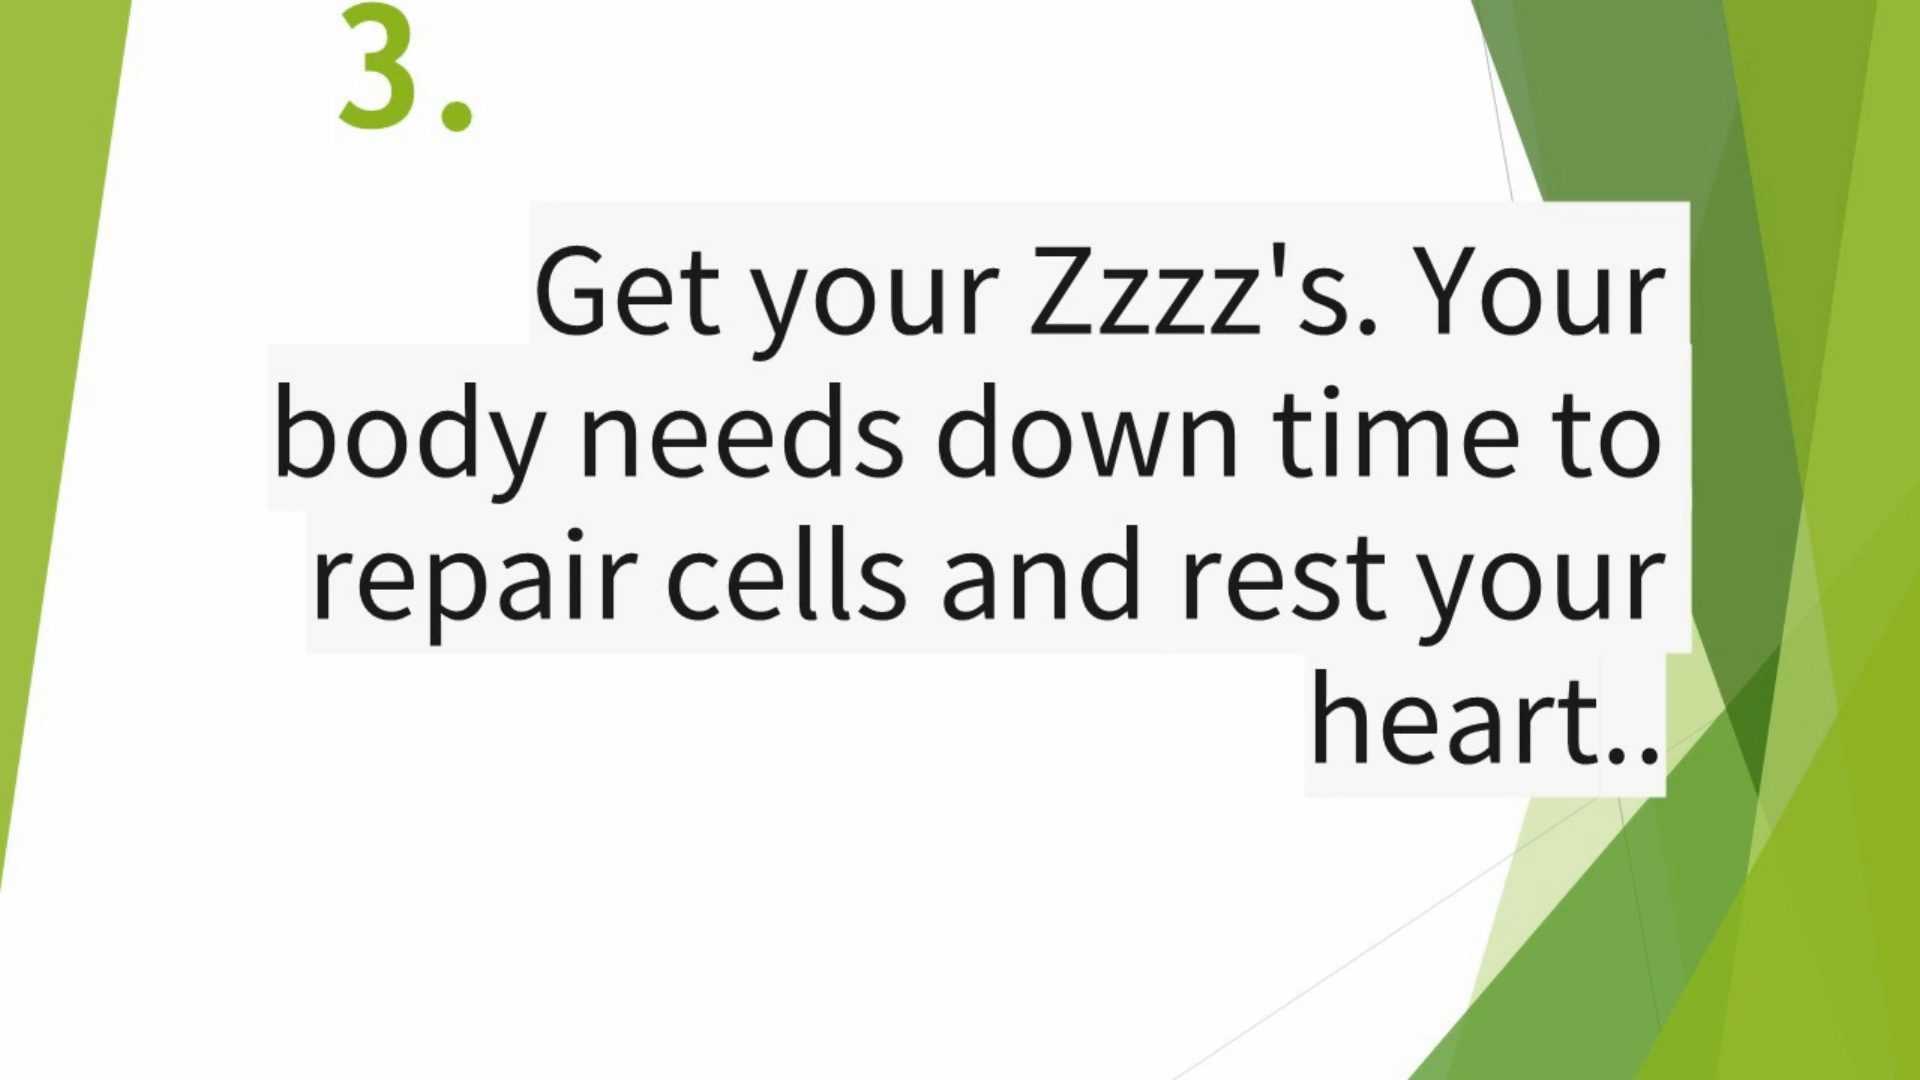 3.
Get your Zzzz's. Your
body needs down time to
repair cells and rest your
heart..